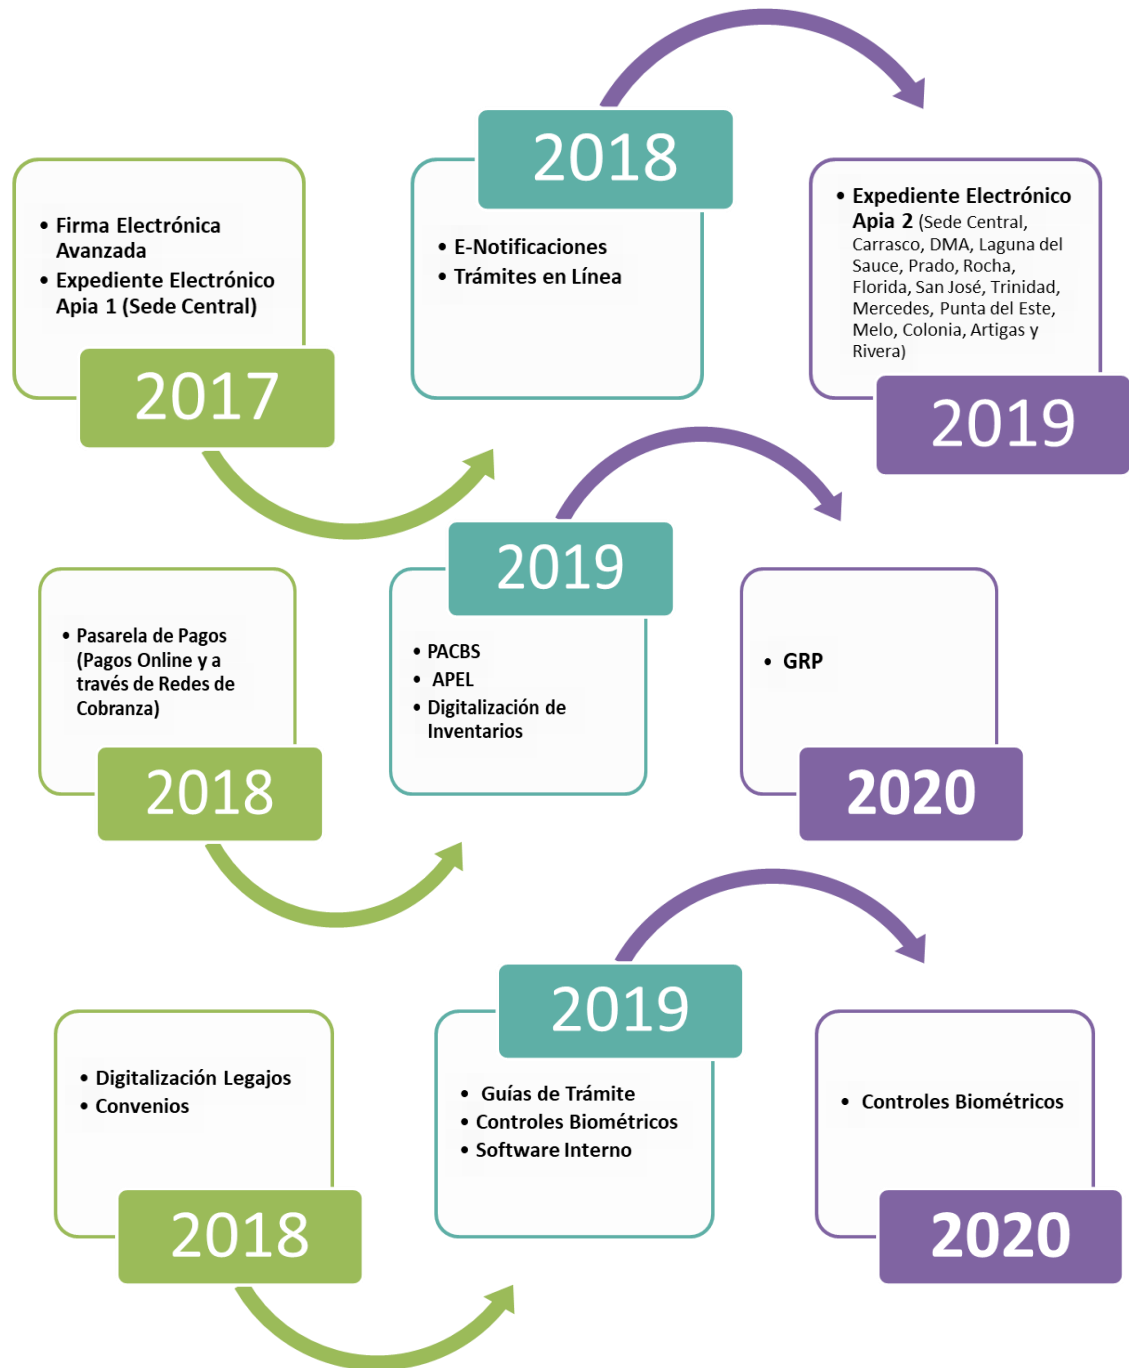 • Firma Electrónica
Avanzada
• Expediente Electrónico
Apia 1 (Sede Central)
2017
2018
• E-Notificaciones
• Trámites en Línea
• Expediente Electrónico
Apia 2 (Sede Central,
Carrasco, DMA, Laguna del
Sauce, Prado, Rocha,
Florida, San José, Trinidad,
Mercedes, Punta del Este,
Melo, Colonia, Artigas y
Rivera)
2019
• Pasarela de Pagos
(Pagos Online y a
través de Redes de
Cobranza)
2018
2019
• PACBS
• APEL
• Digitalización de
Inventarios
• GRP
2020
• Digitalización Legajos
• Convenios
2018
2019
• Guías de Trámite
• Controles Biométricos
• Software Interno
• Controles Biométricos
2020